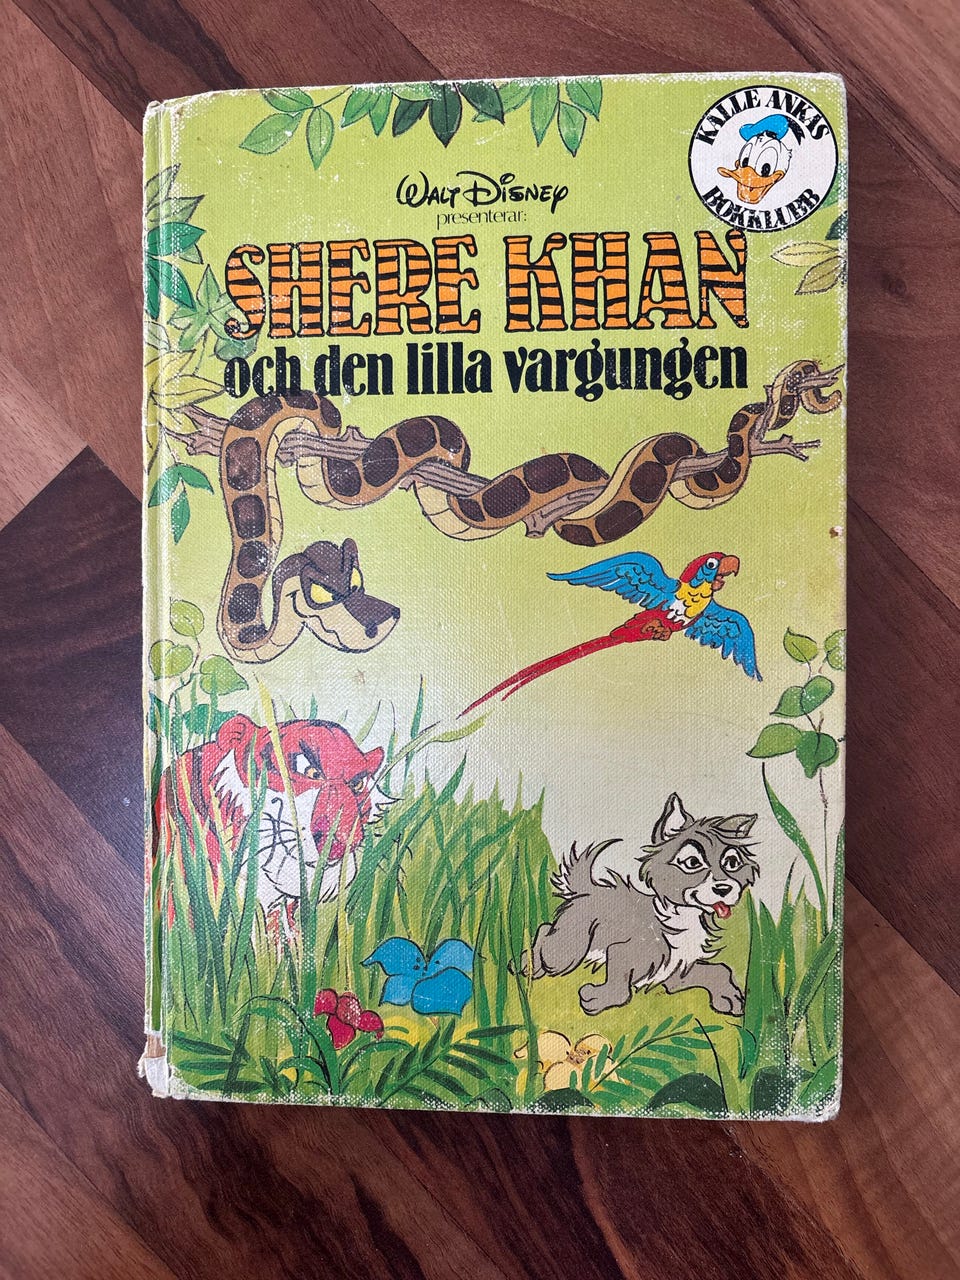 KALLE ANKAS
BOKKLUBB
WALT DISNEY
presenterar:
SHERE KHAN
och den lilla vargungen